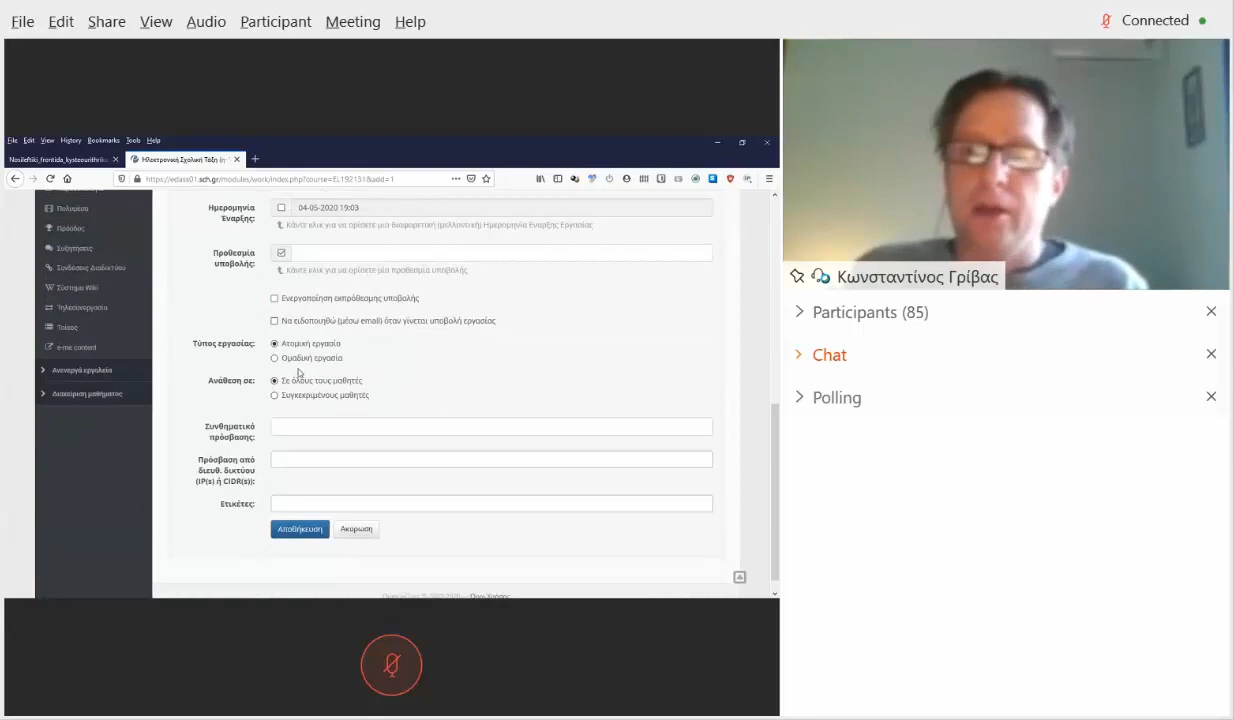 File Edit Share View Audio Participant Meeting Help
Connected
File Edit View History Bookmarks Tools Help
Nosileftiki_frontida_kysteourithrik
Ηλεκτρονική Σχολική Τάξη (η-
https://eclass01.sch.gr/modules/work/index.php?course=EL192131&add=1
Πολυμέσα
Πρόοδος
Συζητήσεις
Συνδέσεις Διαδικτύου
Σύστημα Wiki
Τηλεσυνεργασία
Τοίχος
e-me content
Ανενεργά εργαλεία
Διαχείριση μαθήματος
Ημερομηνία Έναρξης:
04-05-2020 19:03
Κάντε κλικ για να ορίσετε μια διαφορετική (μελλοντική) Ημερομηνία Έναρξης Εργασίας
Προθεσμία υποβολής:
Κάντε κλικ για να ορίσετε μια προθεσμία υποβολής
Ενεργοποίηση εκπρόθεσμης υποβολής
Να ειδοποιηθώ (μέσω email) όταν γίνεται υποβολή εργασίας
Τύπος εργασίας:
Ατομική εργασία
Ομαδική εργασία
Ανάθεση σε:
Σε όλους τους μαθητές
Συγκεκριμένους μαθητές
Συνθηματικό πρόσβασης:
Πρόσβαση από διευθ. δικτύου (IP(s) ή CIDR(s)):
Ετικέτες:
Αποθήκευση
Ακύρωση
Κωνσταντίνος Γρίβας
Participants (85)
Chat
Polling